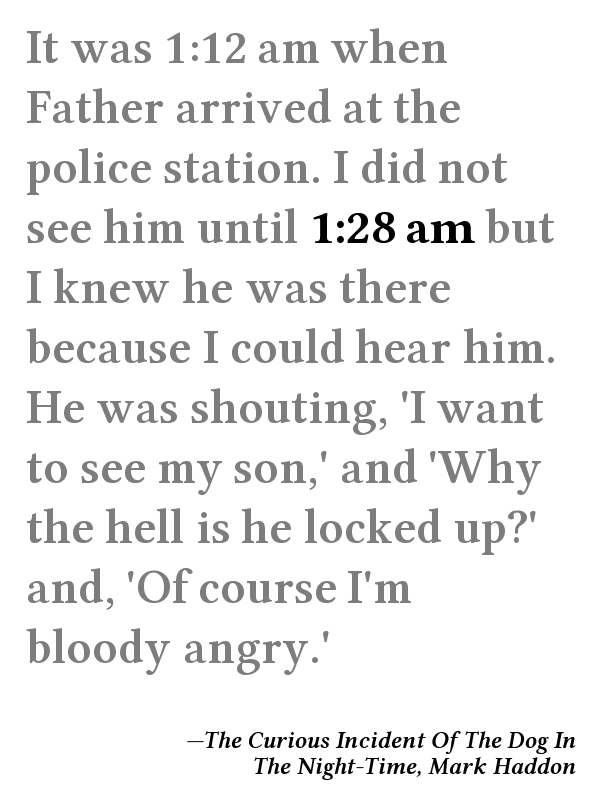 It was 1:12 am when
Father arrived at the
police station. I did not
see him until 1:28 am but
I knew he was there
because I could hear him.
He was shouting, 'I want
to see my son,' and 'Why
the hell is he locked up?'
and, 'Of course I'm
bloody angry.'
—The Curious Incident Of The Dog In
The Night-Time, Mark Haddon